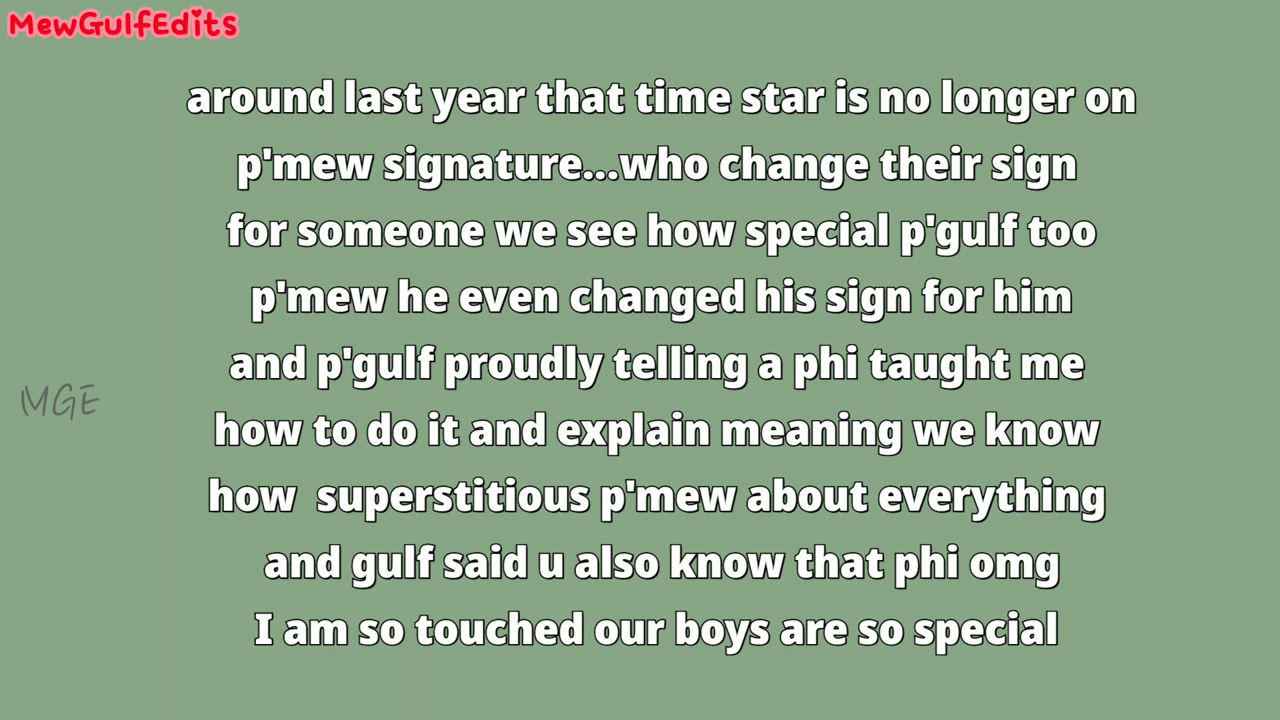 MewGulfEdits
around last year that time star is no longer on
p'mew signature...who change their sign
for someone we see how special p'gulf too
p'mew he even changed his sign for him
and p'gulf proudly telling a phi taught me
how to do it and explain meaning we know
how  superstitious p'mew about everything
MGE
and gulf said u also know that phi omg
I am so touched our boys are so special